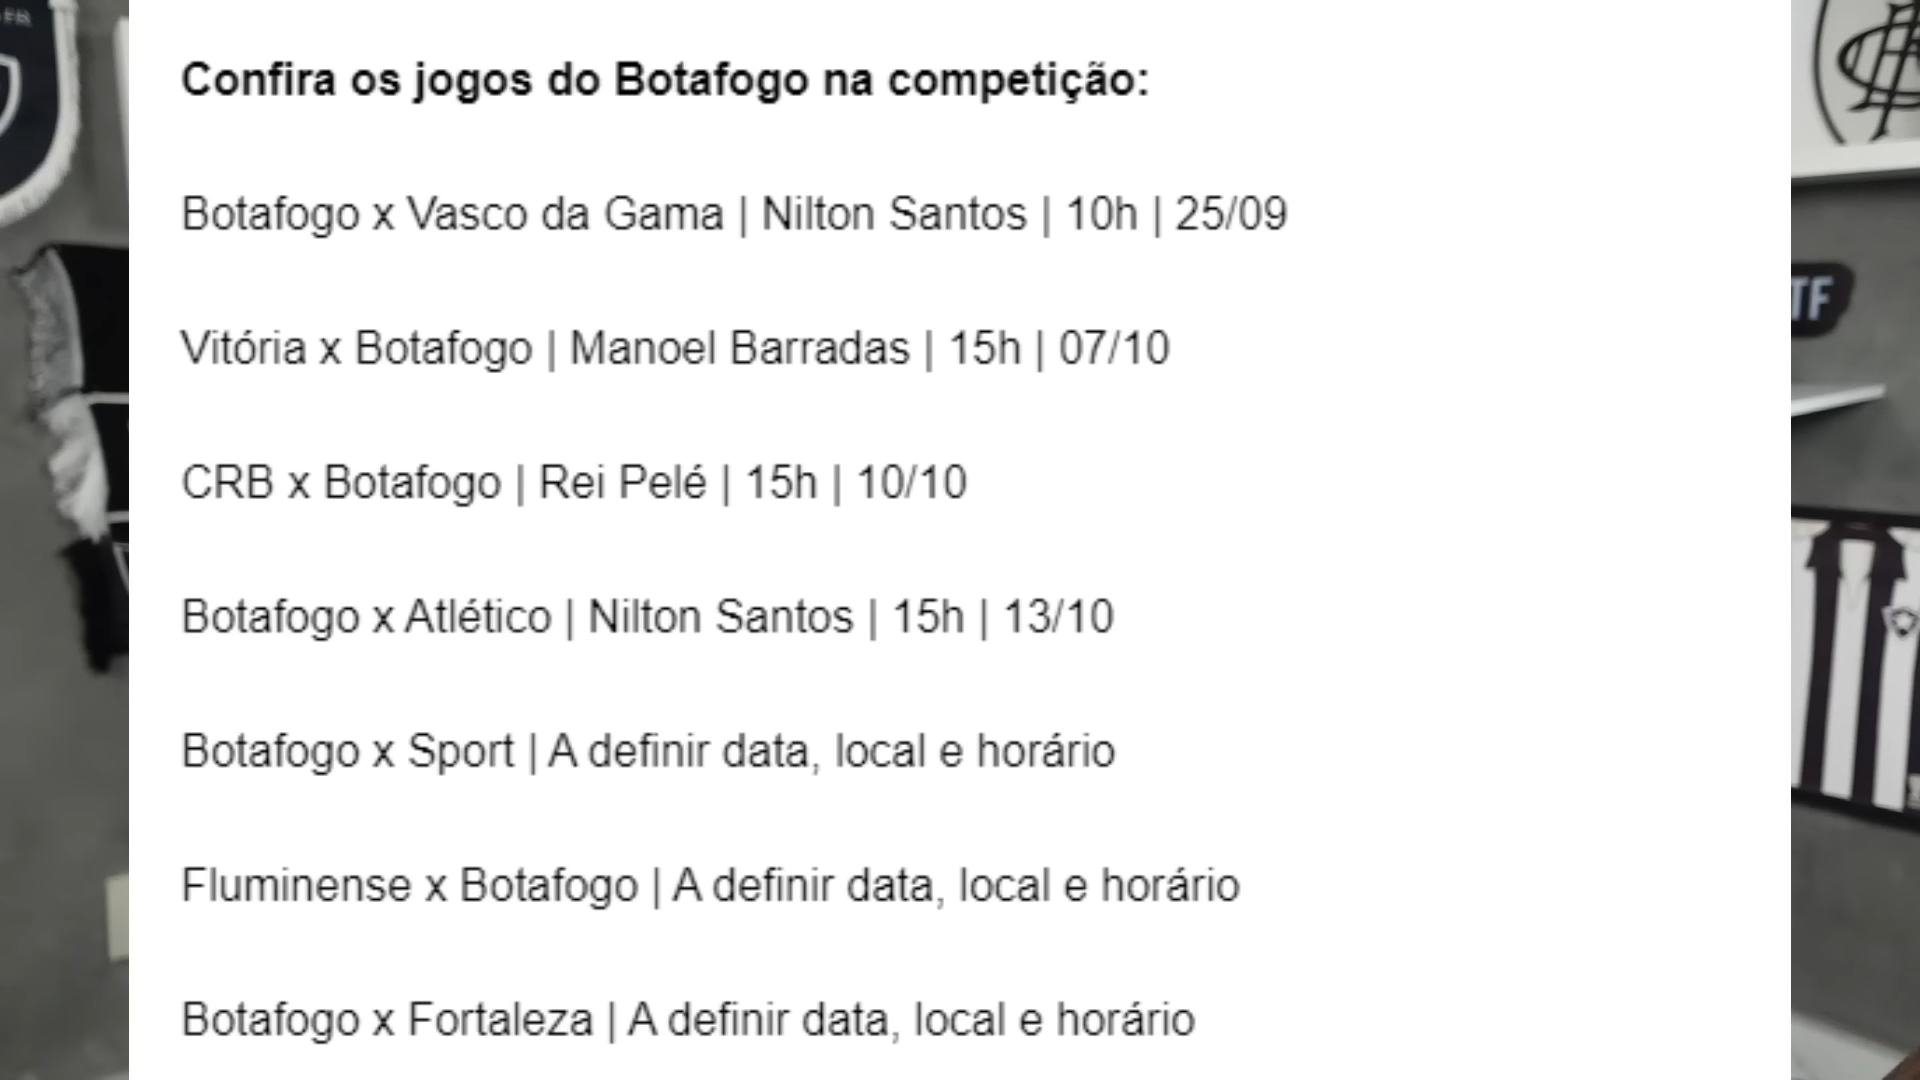 Confira os jogos do Botafogo na competição:
Botafogo x Vasco da Gama | Nilton Santos | 10h | 25/09
Vitória x Botafogo | Manoel Barradas | 15h | 07/10
CRB x Botafogo | Rei Pelé | 15h | 10/10
Botafogo x Atlético | Nilton Santos | 15h | 13/10
TF
Botafogo x Sport | A definir data, local e horário
Fluminense x Botafogo | A definir data, local e horário
Botafogo x Fortaleza | A definir data, local e horário